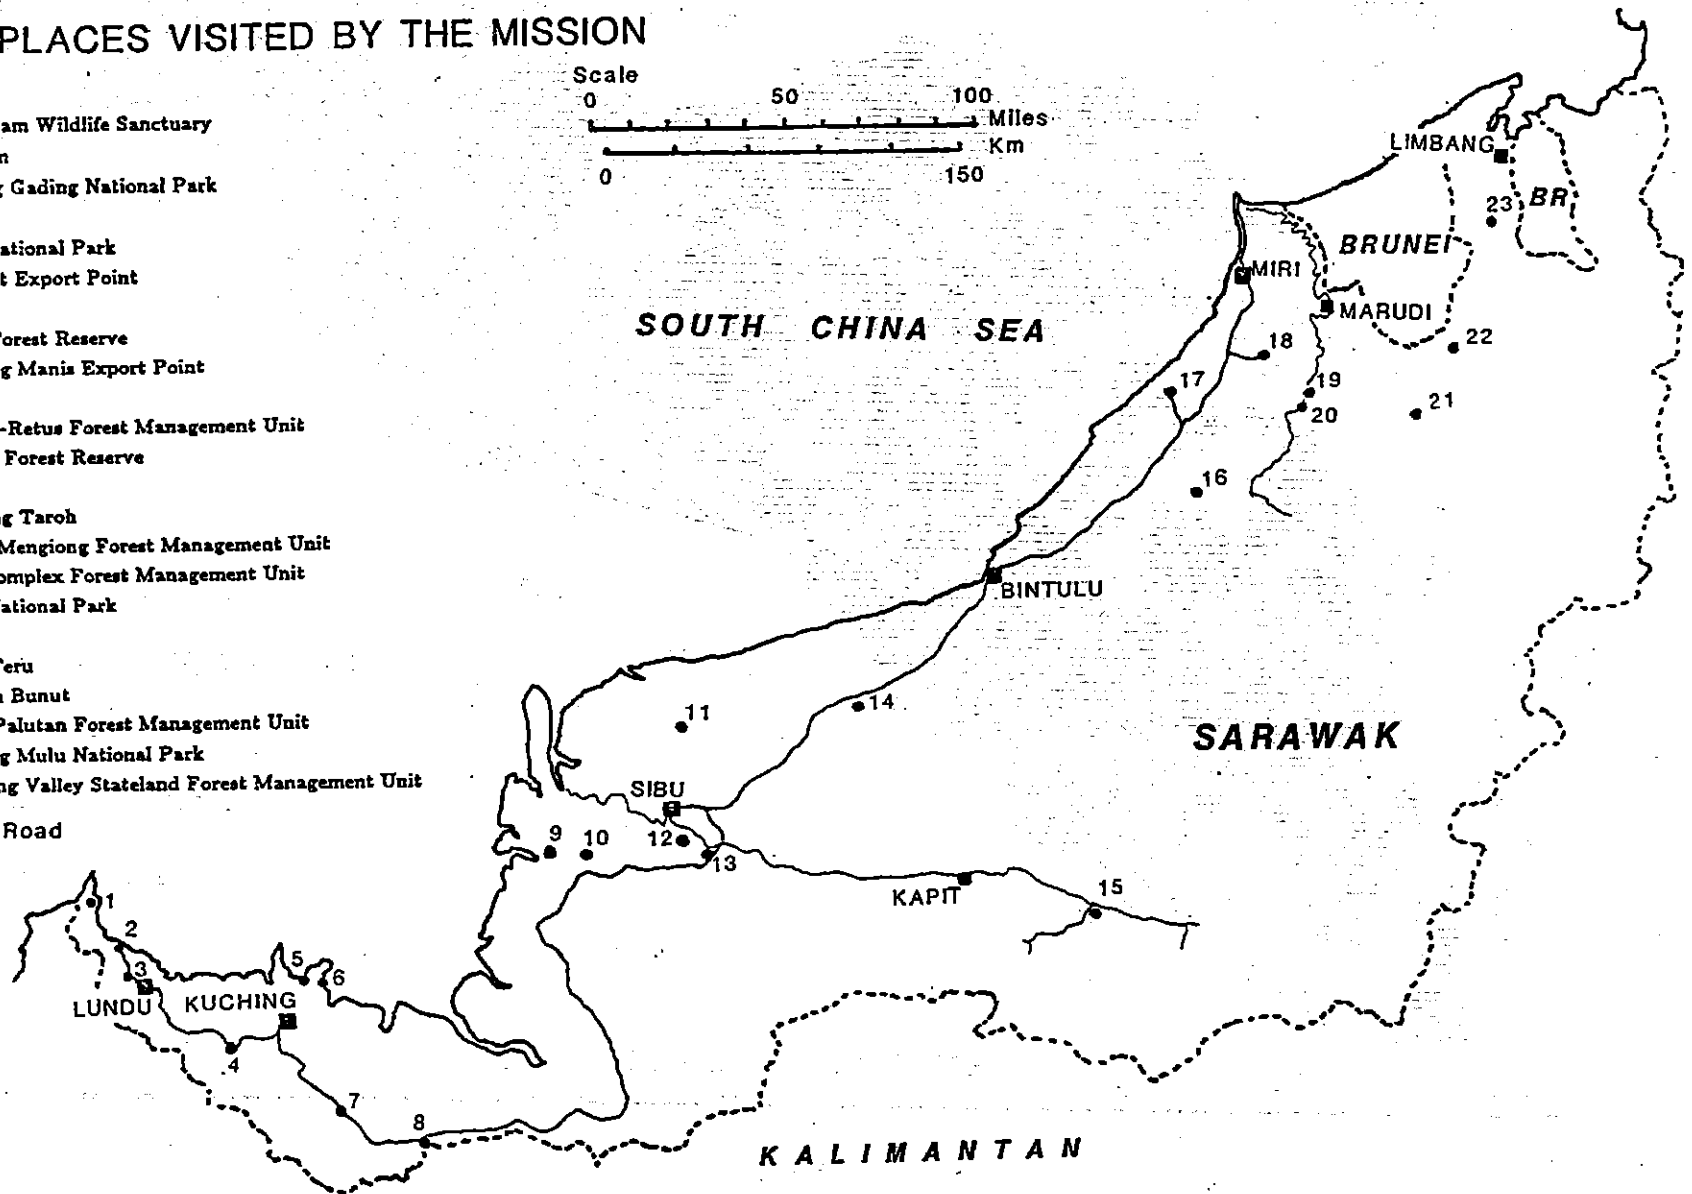 PLACES VISITED BY THE MISSION
Scale
0 50 100
Miles
Km
0 150
am Wildlife Sanctuary
n
g Gading National Park
ational Park
t Export Point
Forest Reserve
g Manis Export Point
-Retus Forest Management Unit
Forest Reserve
g Taroh
Mengiong Forest Management Unit
omplex Forest Management Unit
National Park
Teru
n Bunut
Palutan Forest Management Unit
g Mulu National Park
ng Valley Stateland Forest Management Unit
Road
LIMBANG
23
BR
BRUNEI
MIRI
MARUDI
SOUTH CHINA SEA
22
18
17
19
20
21
16
BINTULU
14
11
SARAWAK
SIBU
9
10
12
13
KAPIT
15
1
2
3
5
6
LUNDU
KUCHING
4
7
8
KALIMANTAN